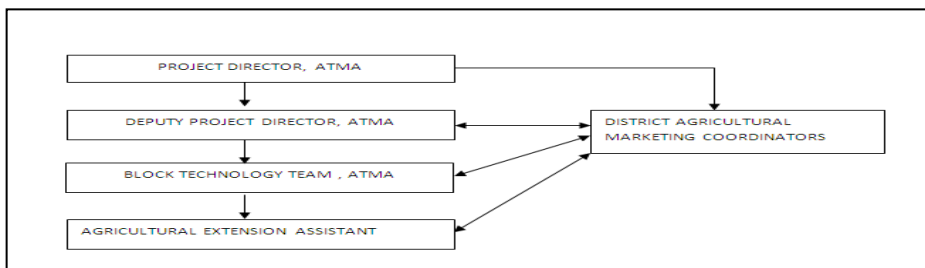 PROJECT DIRECTOR, ATMA
DEPUTY PROJECT DIRECTOR, ATMA
DISTRICT AGRICULTURAL
MARKETING COORDINATORS
BLOCK TECHNOLOGY TEAM , ATMA
AGRICULTURAL EXTENSION ASSISTANT